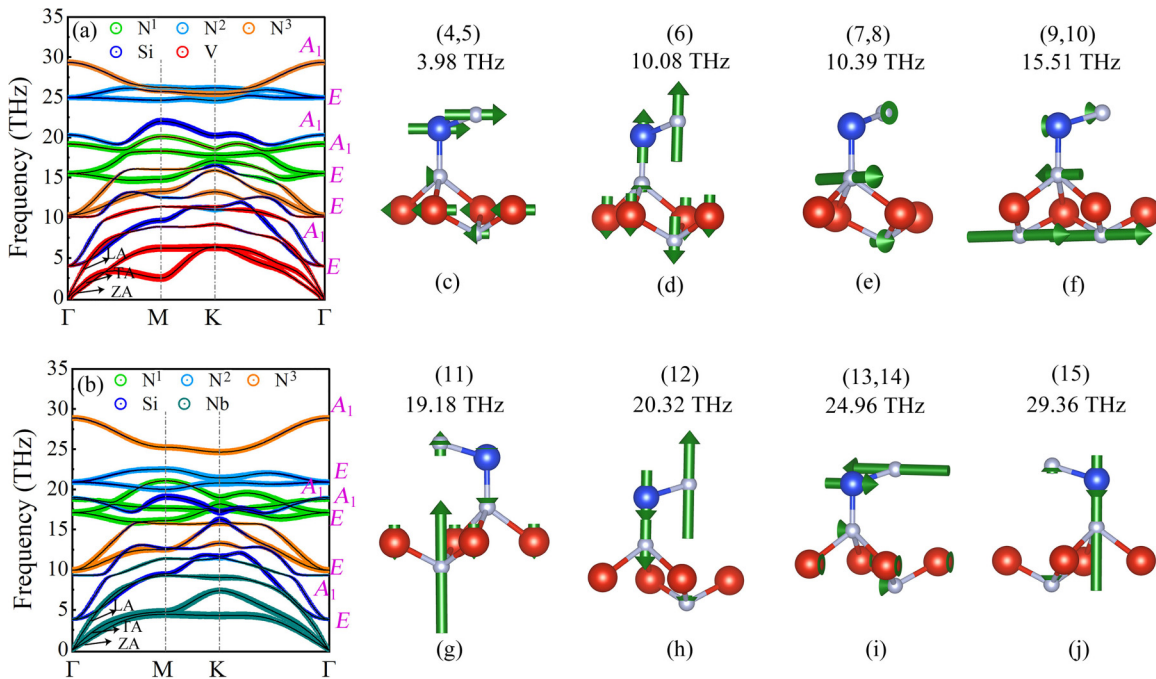 (a)
N¹ N² N³
Si V
Frequency (THz)
35
30
25
20
15
10
5
0
A₁
E
A₁
A₁
E
E
A₁
E
LA
TA
ZA
Γ M K Γ
(4,5)
3.98 THz
(c)
(6)
10.08 THz
(d)
(7,8)
10.39 THz
(e)
(9,10)
15.51 THz
(f)
(b)
N¹ N² N³
Si Nb
Frequency (THz)
35
30
25
20
15
10
5
0
A₁
E
A₁ A₁
E
E
A₁
E
LA
TA
ZA
Γ M K Γ
(11)
19.18 THz
(g)
(12)
20.32 THz
(h)
(13,14)
24.96 THz
(i)
(15)
29.36 THz
(j)